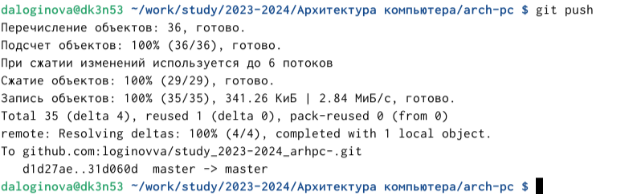 daloginova@dk3n53 ~/work/study/2023-2024/Архитектура компьютера/arch-pc $ git push
Перечисление объектов: 36, готово.
Подсчет объектов: 100% (36/36), готово.
При сжатии изменений используется до 6 потоков
Сжатие объектов: 100% (29/29), готово.
Запись объектов: 100% (35/35), 341.26 КиБ | 2.84 МиБ/с, готово.
Total 35 (delta 4), reused 1 (delta 0), pack-reused 0 (from 0)
remote: Resolving deltas: 100% (4/4), completed with 1 local object.
To github.com:loginovva/study_2023-2024_arhpc-.git
   d1d27ae..31d060d  master -> master
daloginova@dk3n53 ~/work/study/2023-2024/Архитектура компьютера/arch-pc $